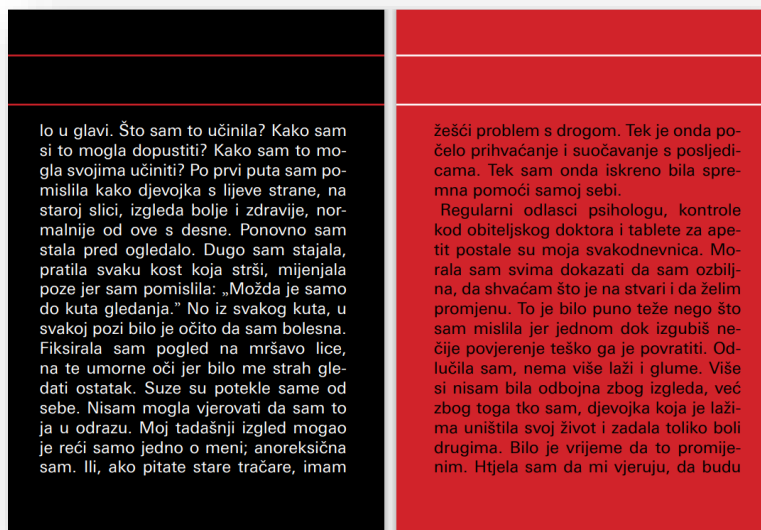 lo u glavi. Što sam to učinila? Kako sam
si to mogla dopustiti? Kako sam to mo-
gla svojima učiniti? Po prvi puta sam po-
mislila kako djevojka s lijeve strane, na
staroj slici, izgleda bolje i zdravije, nor-
malnije od ove s desne. Ponovno sam
stala pred ogledalo. Dugo sam stajala,
pratila svaku kost koja strši, mijenjala
poze jer sam pomislila: „Možda je samo
do kuta gledanja.” No iz svakog kuta, u
svakoj pozi bilo je očito da sam bolesna.
Fiksirala sam pogled na mršavo lice,
na te umorne oči jer bilo me strah gle-
dati ostatak. Suze su potekle same od
sebe. Nisam mogla vjerovati da sam to
ja u odrazu. Moj tadašnji izgled mogao
je reći samo jedno o meni; anoreksična
sam. Ili, ako pitate stare tračare, imam
žešći problem s drogom. Tek je onda po-
čelo prihvaćanje i suočavanje s posljedi-
cama. Tek sam onda iskreno bila spre-
mna pomoći samoj sebi.
Regularni odlasci psihologu, kontrole
kod obiteljskog doktora i tablete za ape-
tit postale su moja svakodnevnica. Mo-
rala sam svima dokazati da sam ozbilj-
na, da shvaćam što je na stvari i da želim
promjenu. To je bilo puno teže nego što
sam mislila jer jednom dok izgubiš ne-
čije povjerenje teško ga je povratiti. Od-
lučila sam, nema više laži i glume. Više
si nisam bila odbojna zbog izgleda, već
zbog toga tko sam, djevojka koja je laži-
ma uništila svoj život i zadala toliko boli
drugima. Bilo je vrijeme da to promije-
nim. Htjela sam da mi vjeruju, da budu